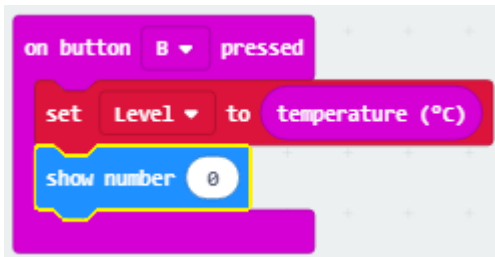 on button B pressed
set Level to temperature (°C)
show number 0